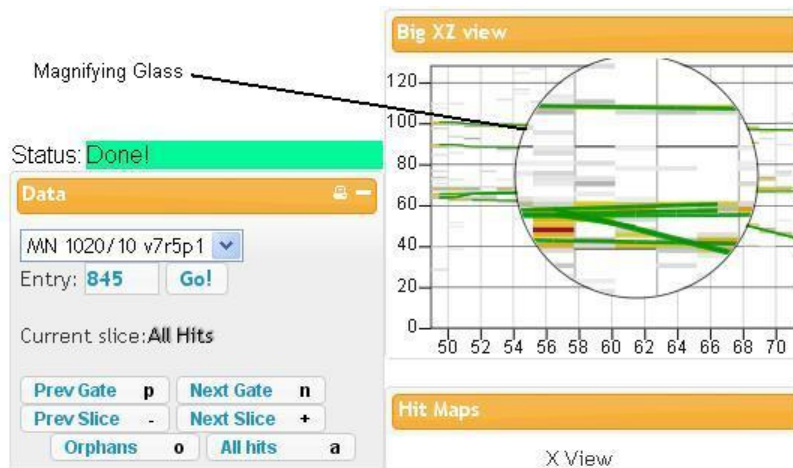 Big XZ view
Magnifying Glass
120
100
80
60
40
20
0
50 52 54 56 58 60 62 64 66 68 70
Status: Done!
Data
MN 1020/10 v7r5p1
Entry: 845 Go!
Current slice:All Hits
Prev Gate p Next Gate n
Prev Slice - Next Slice +
Orphans o All hits a
Hit Maps
X View